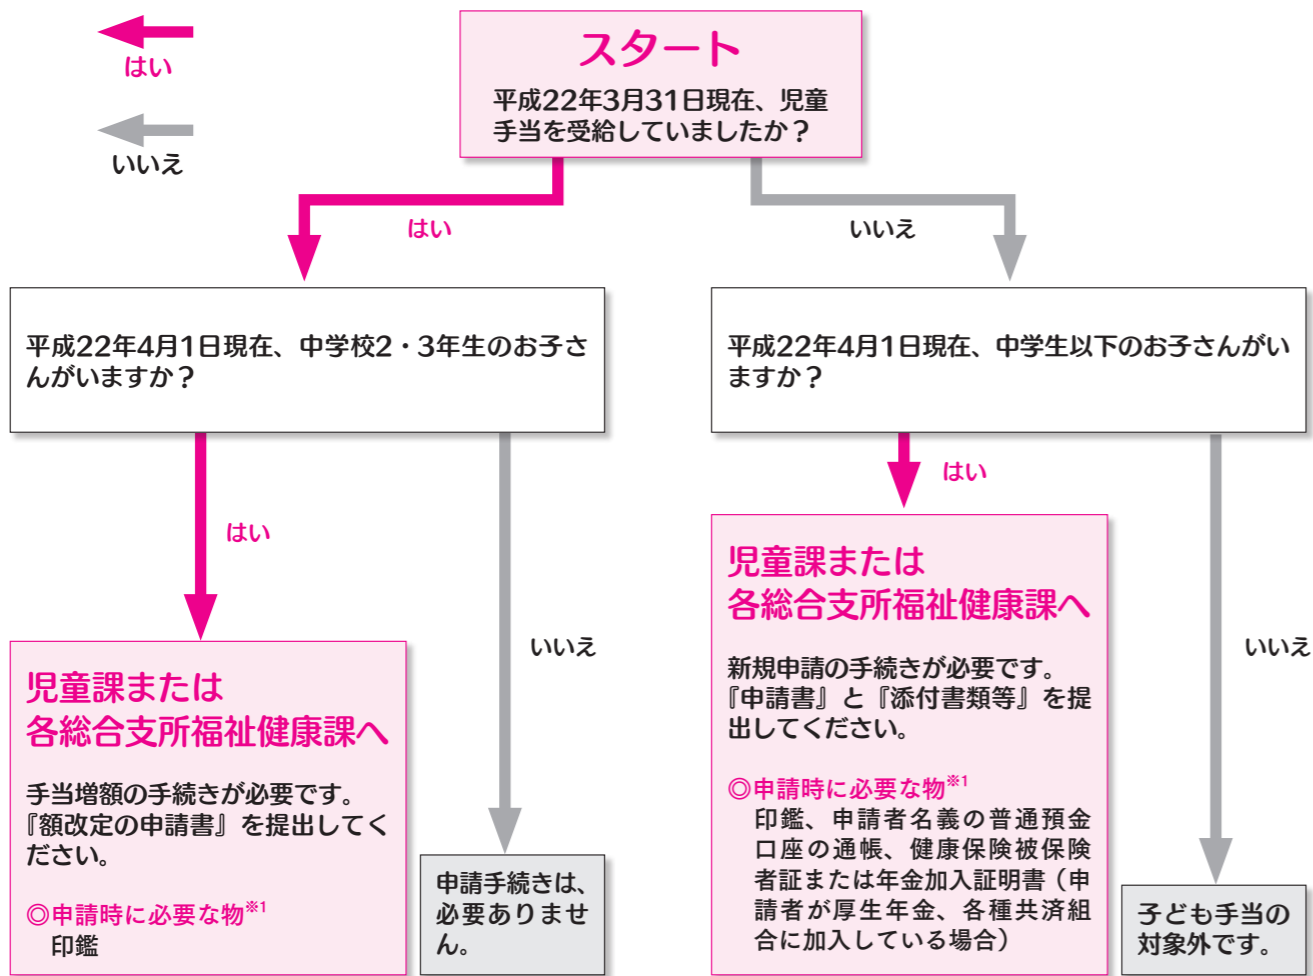 はい
いいえ
スタート
平成22年3月31日現在、児童
手当を受給していましたか？
はい
いいえ
平成22年4月1日現在、中学校2・3年生のお子さ
んがいますか？
平成22年4月1日現在、中学生以下のお子さんがい
ますか？
はい
いいえ
はい
いいえ
児童課または
各総合支所福祉健康課へ
手当増額の手続きが必要です。
『額改定の申請書』を提出してく
ださい。
◎申請時に必要な物※1
印鑑
申請手続きは、
必要ありませ
ん。
児童課または
各総合支所福祉健康課へ
新規申請の手続きが必要です。
『申請書』と『添付書類等』を提
出してください。
◎申請時に必要な物※1
印鑑、申請者名義の普通預金
口座の通帳、健康保険被保険
者証または年金加入証明書（申
請者が厚生年金、各種共済組
合に加入している場合）
子ども手当の
対象外です。